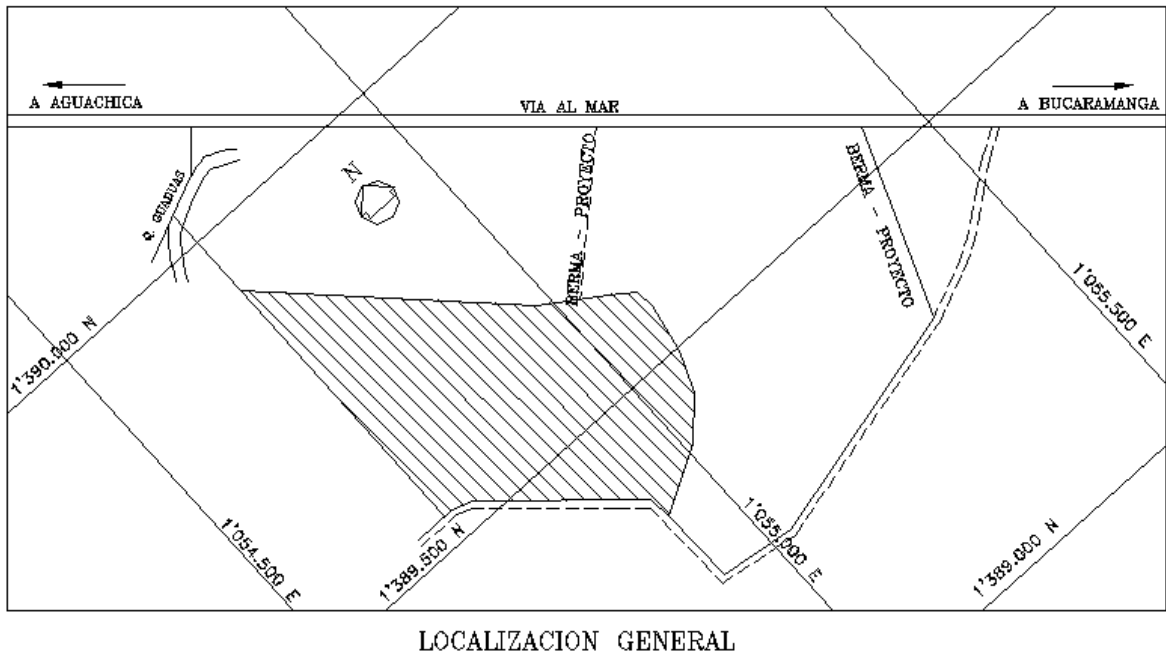 A AGUACHICA
VIA AL MAR
A BUCARAMANGA
N
Q. GUADUAS
BERMA - PROYECTO
BERMA - PROYECTO
1'055.500 E
1'390.000 N
1'054.500 E
1'389.500 N
1'055.000 E
1'389.000 N
LOCALIZACION GENERAL